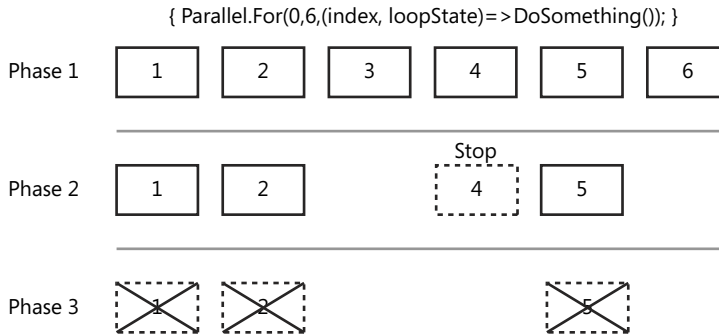 { Parallel.For(0,6,(index, loopState)=>DoSomething()); }
Phase 1 1 2 3 4 5 6
Stop
Phase 2 1 2 4 5
Phase 3 1 2 5